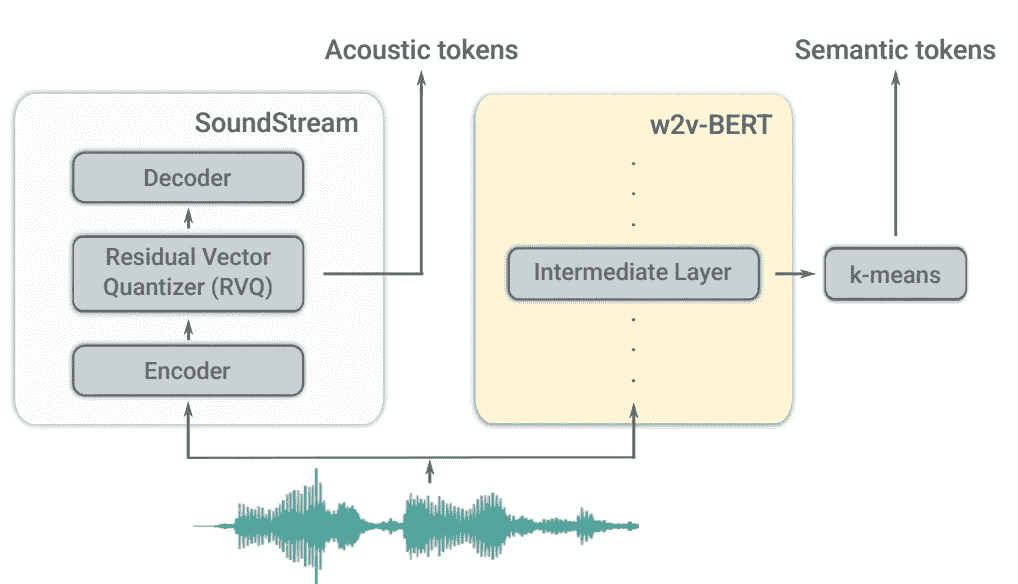 Acoustic tokens
Semantic tokens
SoundStream
Decoder
Residual Vector
Quantizer (RVQ)
Encoder
w2v-BERT
Intermediate Layer
k-means